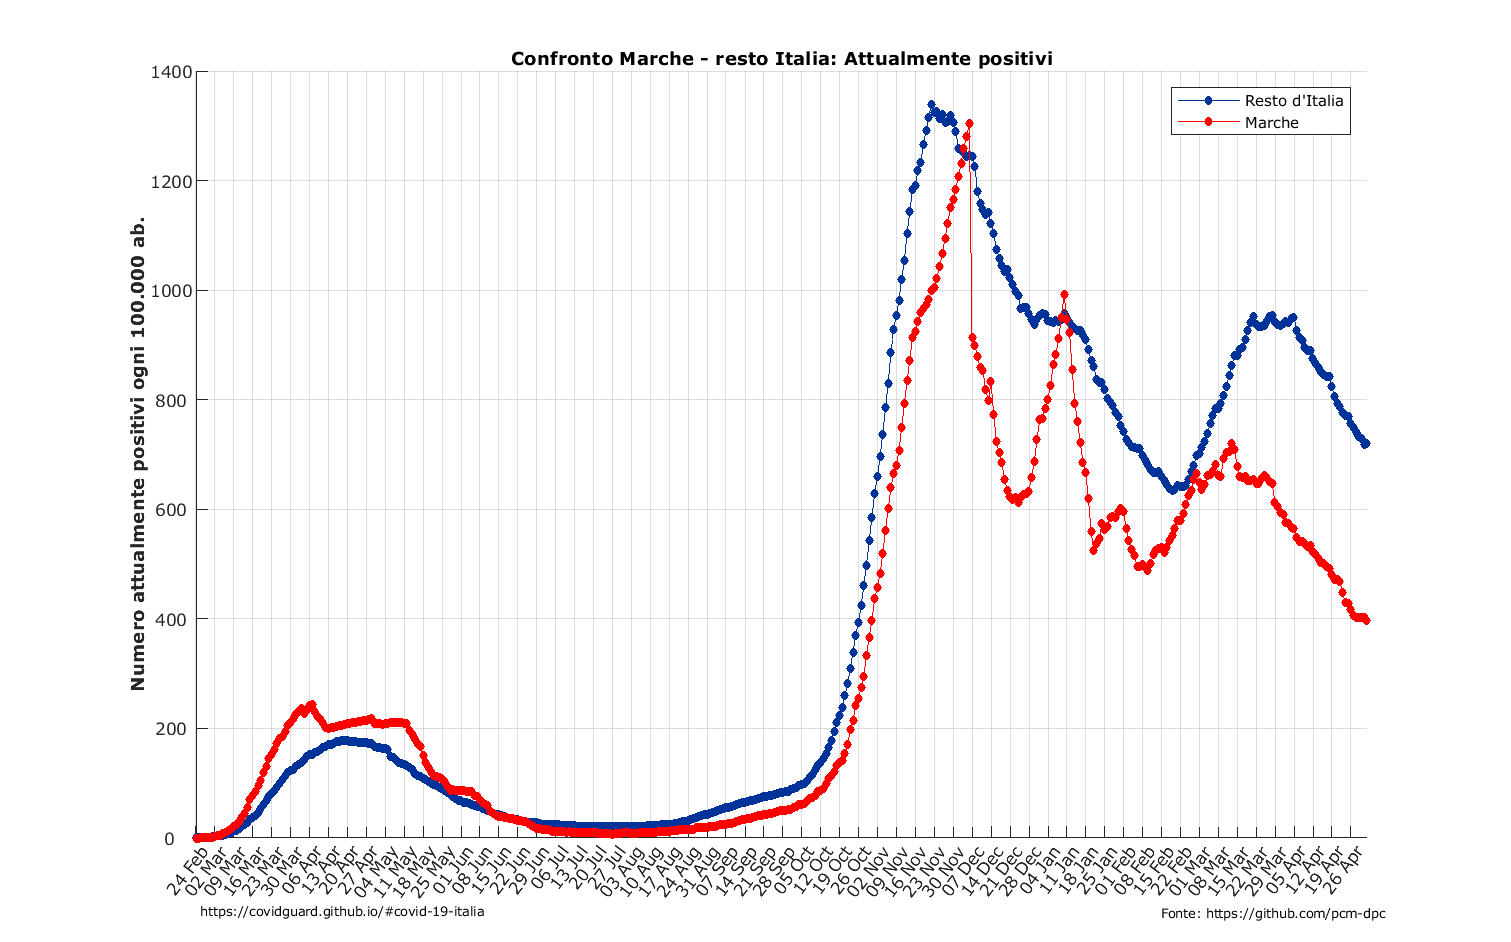 Confronto Marche - resto Italia: Attualmente positivi
Resto d'Italia
Marche
Numero attualmente positivi ogni 100.000 ab.
1400
1200
1000
800
600
400
200
0
24 Feb
02 Mar
09 Mar
16 Mar
23 Mar
30 Mar
06 Apr
13 Apr
20 Apr
27 Apr
04 May
11 May
18 May
25 May
01 Jun
08 Jun
15 Jun
22 Jun
29 Jun
06 Jul
13 Jul
20 Jul
27 Jul
03 Aug
10 Aug
17 Aug
24 Aug
31 Aug
07 Sep
14 Sep
21 Sep
28 Sep
05 Oct
12 Oct
19 Oct
26 Oct
02 Nov
09 Nov
16 Nov
23 Nov
30 Nov
07 Dec
14 Dec
21 Dec
28 Dec
04 Jan
11 Jan
18 Jan
25 Jan
01 Feb
08 Feb
15 Feb
22 Feb
01 Mar
08 Mar
15 Mar
22 Mar
29 Mar
05 Apr
12 Apr
19 Apr
26 Apr
https://covidguard.github.io/#covid-19-italia
Fonte: https://github.com/pcm-dpc